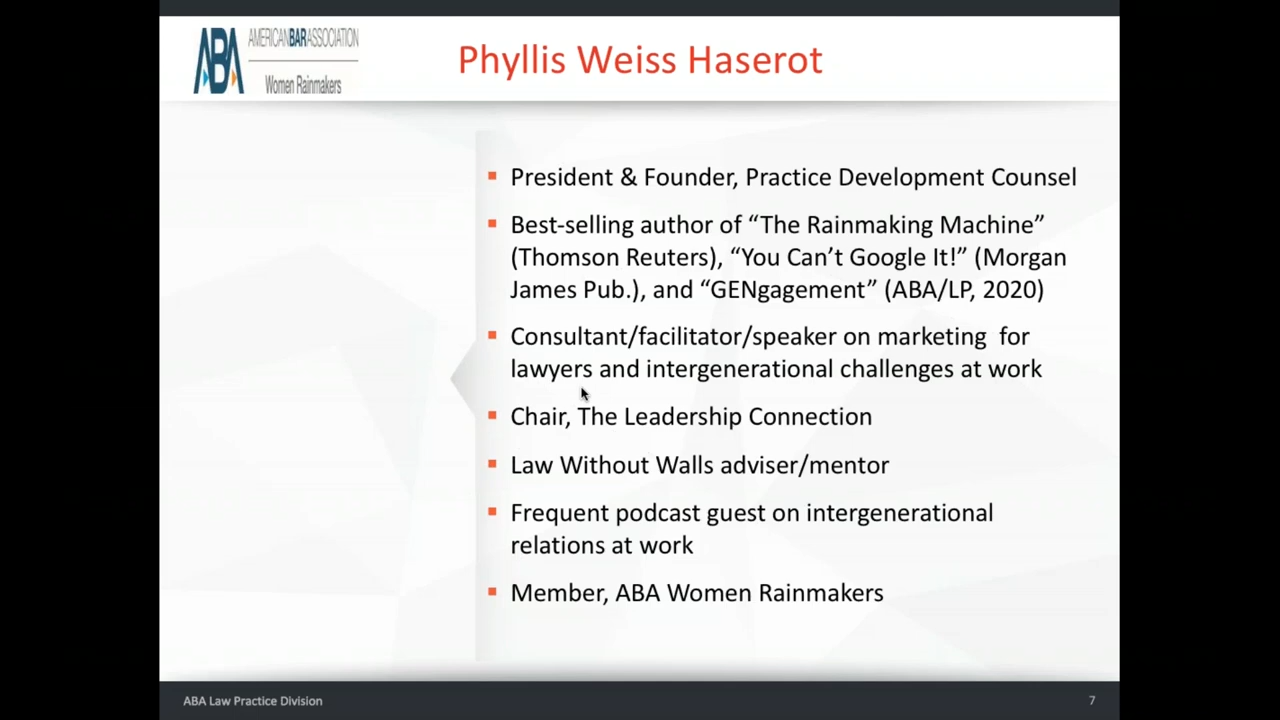 ABA
AMERICANBARASSOCIATION
Women Rainmakers
Phyllis Weiss Haserot
President & Founder, Practice Development Counsel
Best-selling author of “The Rainmaking Machine”
(Thomson Reuters), “You Can’t Google It!” (Morgan
James Pub.), and “GENgagement” (ABA/LP, 2020)
Consultant/facilitator/speaker on marketing  for
lawyers and intergenerational challenges at work
Chair, The Leadership Connection
Law Without Walls adviser/mentor
Frequent podcast guest on intergenerational
relations at work
Member, ABA Women Rainmakers
ABA Law Practice Division
7